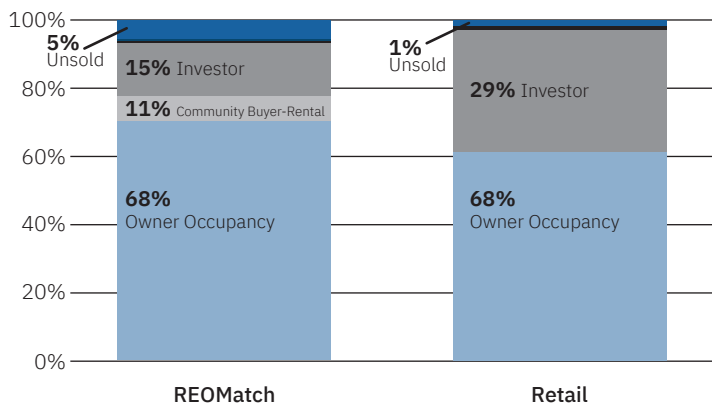 100%
80%
60%
40%
20%
0%
5%
Unsold
15% Investor
11% Community Buyer-Rental
68%
Owner Occupancy
1%
Unsold
29% Investor
68%
Owner Occupancy
REOMatch
Retail